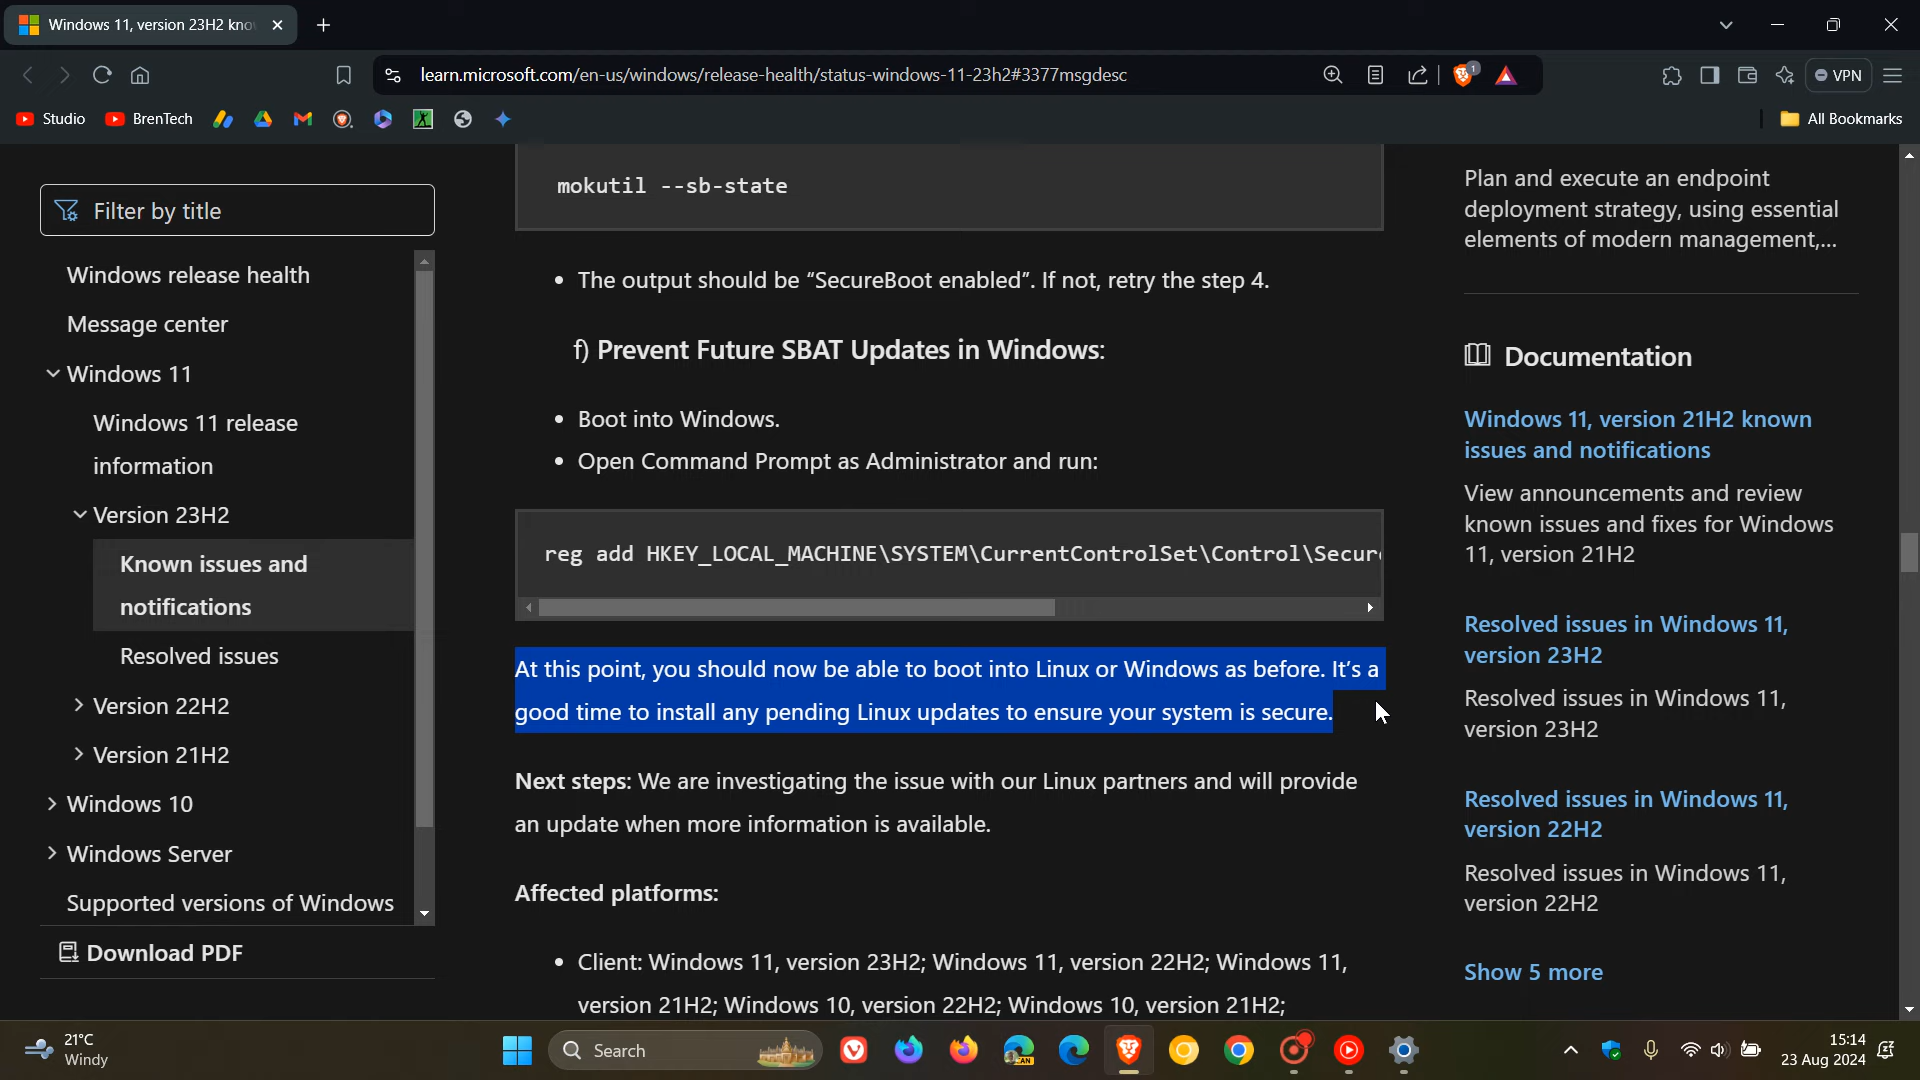 Windows 11, version 23H2 kno
learn.microsoft.com/en-us/windows/release-health/status-windows-11-23h2#3377msgdesc
1
VPN
Studio
BrenTech
All Bookmarks
Filter by title
Windows release health
Message center
Windows 11
Windows 11 release
information
Version 23H2
Known issues and
notifications
Resolved issues
Version 22H2
Version 21H2
Windows 10
Windows Server
Supported versions of Windows
Download PDF
mokutil --sb-state
• The output should be “SecureBoot enabled”. If not, retry the step 4.
f) Prevent Future SBAT Updates in Windows:
• Boot into Windows.
• Open Command Prompt as Administrator and run:
reg add HKEY_LOCAL_MACHINE\SYSTEM\CurrentControlSet\Control\Secure
At this point, you should now be able to boot into Linux or Windows as before. It’s a
good time to install any pending Linux updates to ensure your system is secure.
Next steps: We are investigating the issue with our Linux partners and will provide
an update when more information is available.
Affected platforms:
• Client: Windows 11, version 23H2; Windows 11, version 22H2; Windows 11,
version 21H2; Windows 10, version 22H2; Windows 10, version 21H2;
Plan and execute an endpoint
deployment strategy, using essential
elements of modern management,...
Documentation
Windows 11, version 21H2 known
issues and notifications
View announcements and review
known issues and fixes for Windows
11, version 21H2
Resolved issues in Windows 11,
version 23H2
Resolved issues in Windows 11,
version 23H2
Resolved issues in Windows 11,
version 22H2
Resolved issues in Windows 11,
version 22H2
Show 5 more
21°C
Windy
Search
CAN
15:14
23 Aug 2024